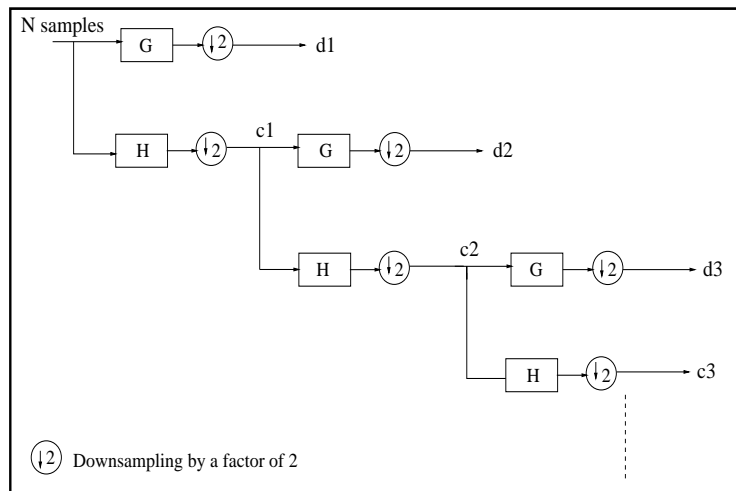 N samples
G
↓2
d1
H
↓2
c1
G
↓2
d2
H
↓2
c2
G
↓2
d3
H
↓2
c3
↓2 Downsampling by a factor of 2